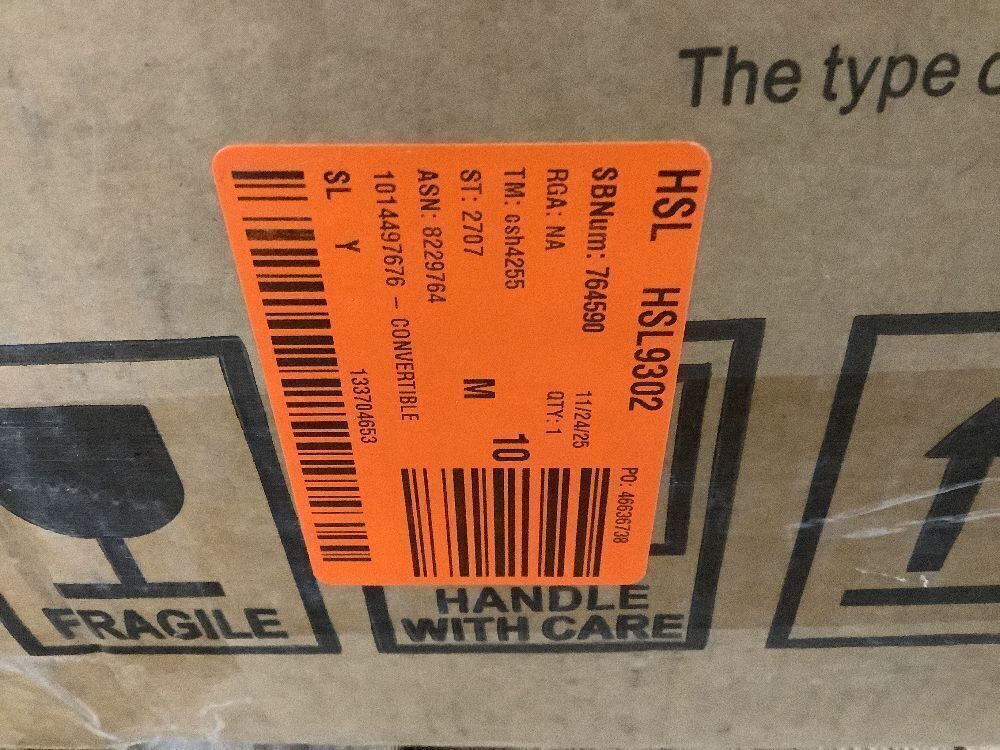 The type
HSL HSL9302
SBNum: 764590 PO: 46636738
RGA: NA 11/24/25
TM: csh4255 QTY: 1
ST: 2707 M 10
ASN: 8229764
1014497676 - CONVERTIBLE
SL Y 133704653
FRAGILE
HANDLE
WITH CARE